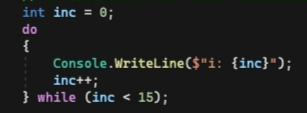 int inc = 0;
do
{
    Console.WriteLine($"i: {inc}");
    inc++;
} while (inc < 15);